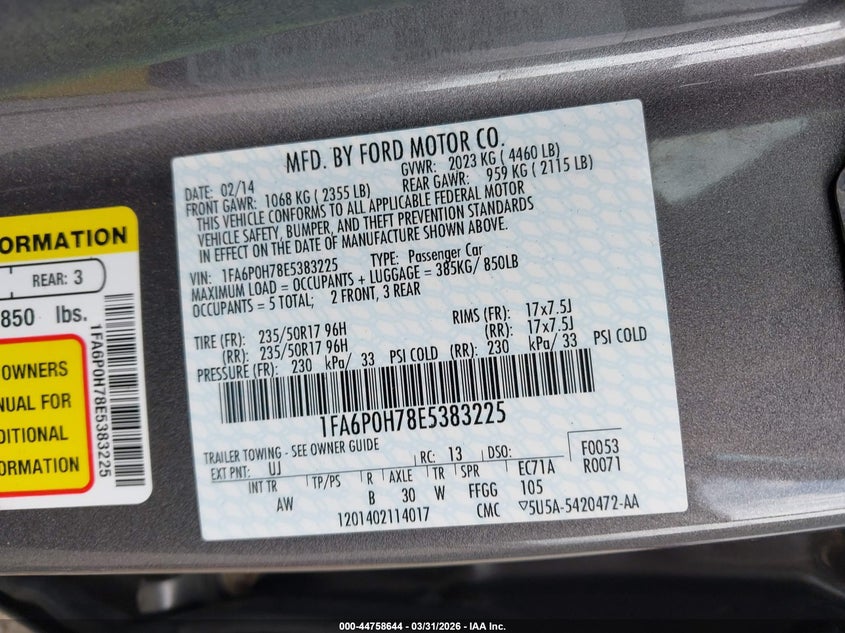 MFD. BY FORD MOTOR CO.
DATE: 02/14 GVWR: 2023 KG ( 4460 LB)
FRONT GAWR: 1068 KG ( 2355 LB) REAR GAWR: 959 KG ( 2115 LB)
THIS VEHICLE CONFORMS TO ALL APPLICABLE FEDERAL MOTOR
VEHICLE SAFETY, BUMPER, AND THEFT PREVENTION STANDARDS
IN EFFECT ON THE DATE OF MANUFACTURE SHOWN ABOVE.
VIN: 1FA6P0H78E5383225 TYPE: Passenger Car
MAXIMUM LOAD = OCCUPANTS + LUGGAGE = 385KG/ 850LB
OCCUPANTS = 5 TOTAL; 2 FRONT, 3 REAR
TIRE (FR): 235/50R17 96H RIMS (FR): 17x7.5J
(RR): 235/50R17 96H (RR): 17x7.5J
PRESSURE (FR): 230 kPa/ 33 PSI COLD (RR): 230 kPa/ 33 PSI COLD
1FA6P0H78E5383225
TRAILER TOWING - SEE OWNER GUIDE
EXT PNT: UJ RC: 13 DSO: F0053
R0071
INT TR TP/PS R AXLE TR SPR EC71A
AW B 30 W FFGG 105
1201402114017 CMC ▽5U5A-5420472-AA
ORMATION
REAR: 3
850 lbs.
OWNERS
NUAL FOR
DITIONAL
FORMATION
1FA6P0H78E5383225
000-44758644 | 03/31/2026 - IAA Inc.